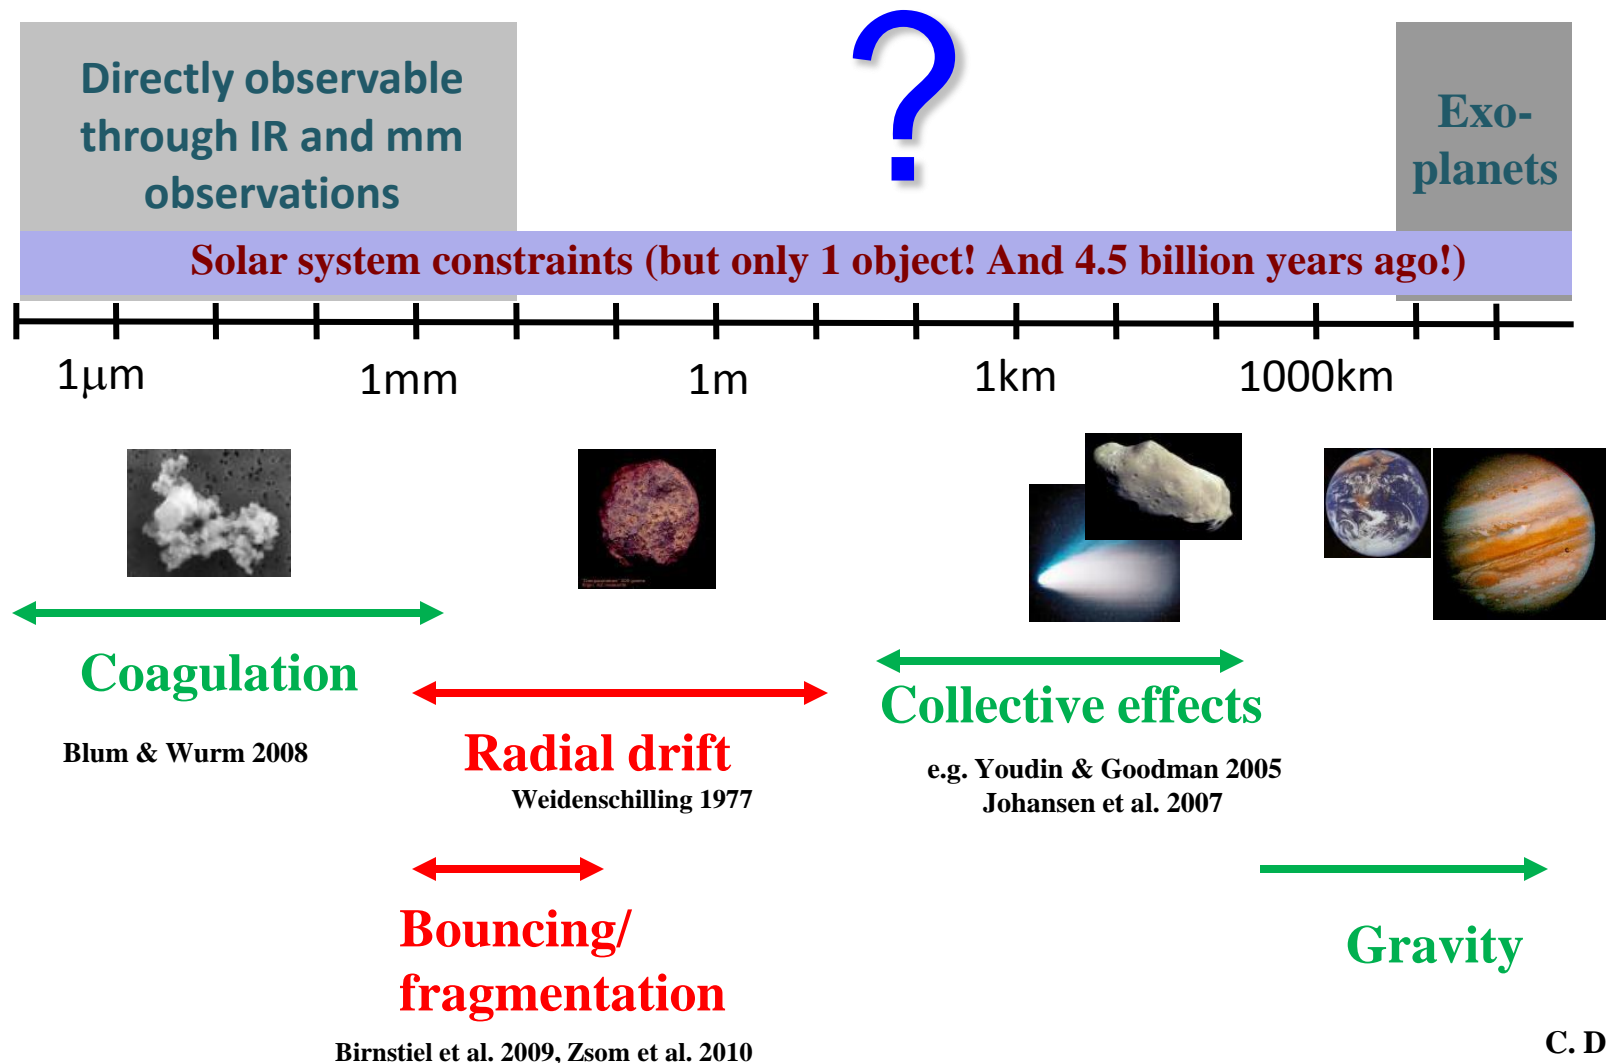 Directly observable
through IR and mm
observations
?
Exo-
planets
Solar system constraints (but only 1 object! And 4.5 billion years ago!)
1μm
1mm
1m
1km
1000km
Coagulation
Blum & Wurm 2008
Radial drift
Weidenschilling 1977
Collective effects
e.g. Youdin & Goodman 2005
Johansen et al. 2007
Bouncing/
fragmentation
Birnstiel et al. 2009, Zsom et al. 2010
Gravity
C. D